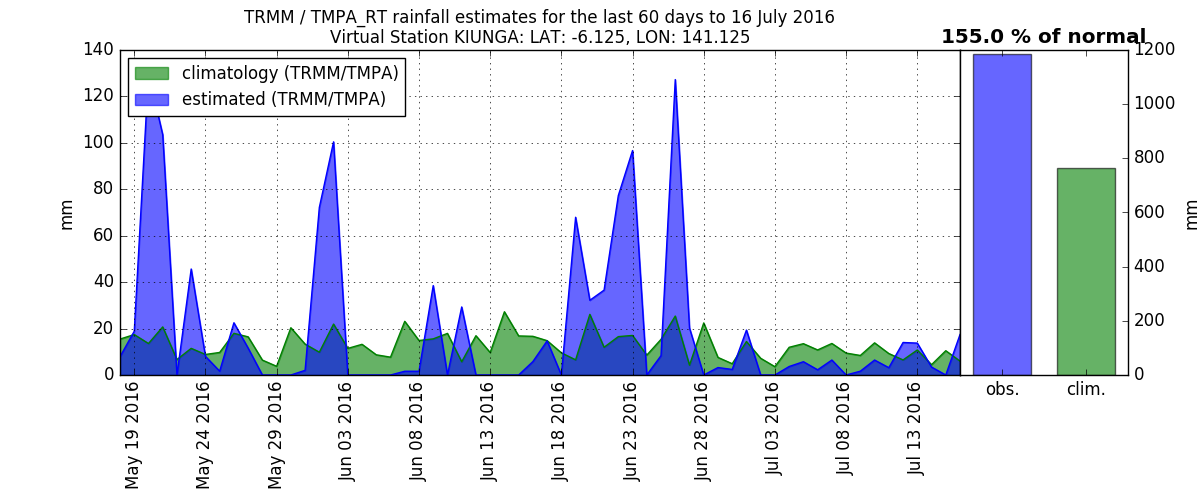 TRMM / TMPA_RT rainfall estimates for the last 60 days to 16 July 2016
Virtual Station KIUNGA: LAT: -6.125, LON: 141.125
155.0 % of normal
climatology (TRMM/TMPA)
estimated (TRMM/TMPA)
140
120
100
80
60
40
20
0
mm
May 19 2016
May 24 2016
May 29 2016
Jun 03 2016
Jun 08 2016
Jun 13 2016
Jun 18 2016
Jun 23 2016
Jun 28 2016
Jul 03 2016
Jul 08 2016
Jul 13 2016
obs.
clim.
1200
1000
800
600
400
200
0
mm